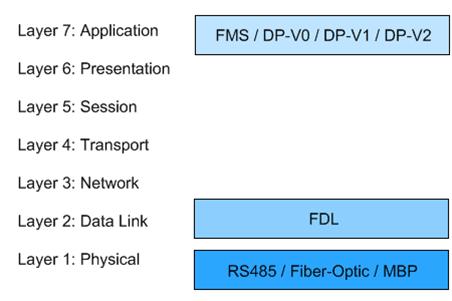 Layer 7: Application
FMS / DP-V0 / DP-V1 / DP-V2
Layer 6: Presentation
Layer 5: Session
Layer 4: Transport
Layer 3: Network
Layer 2: Data Link
FDL
Layer 1: Physical
RS485 / Fiber-Optic / MBP